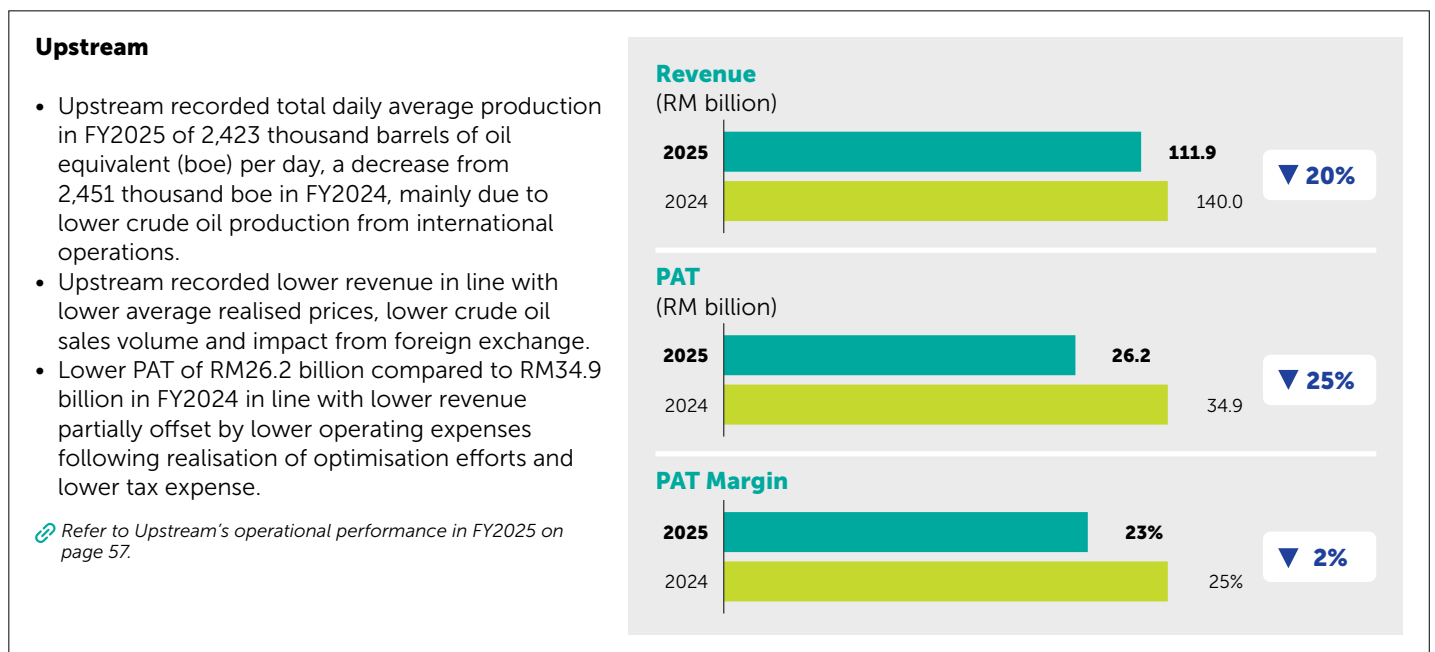 Upstream
• Upstream recorded total daily average production
in FY2025 of 2,423 thousand barrels of oil
equivalent (boe) per day, a decrease from
2,451 thousand boe in FY2024, mainly due to
lower crude oil production from international
operations.
• Upstream recorded lower revenue in line with
lower average realised prices, lower crude oil
sales volume and impact from foreign exchange.
• Lower PAT of RM26.2 billion compared to RM34.9
billion in FY2024 in line with lower revenue
partially offset by lower operating expenses
following realisation of optimisation efforts and
lower tax expense.
Refer to Upstream's operational performance in FY2025 on
page 57.
Revenue
(RM billion)
2025 111.9
2024 140.0
▼ 20%
PAT
(RM billion)
2025 26.2
2024 34.9
▼ 25%
PAT Margin
2025 23%
2024 25%
▼ 2%